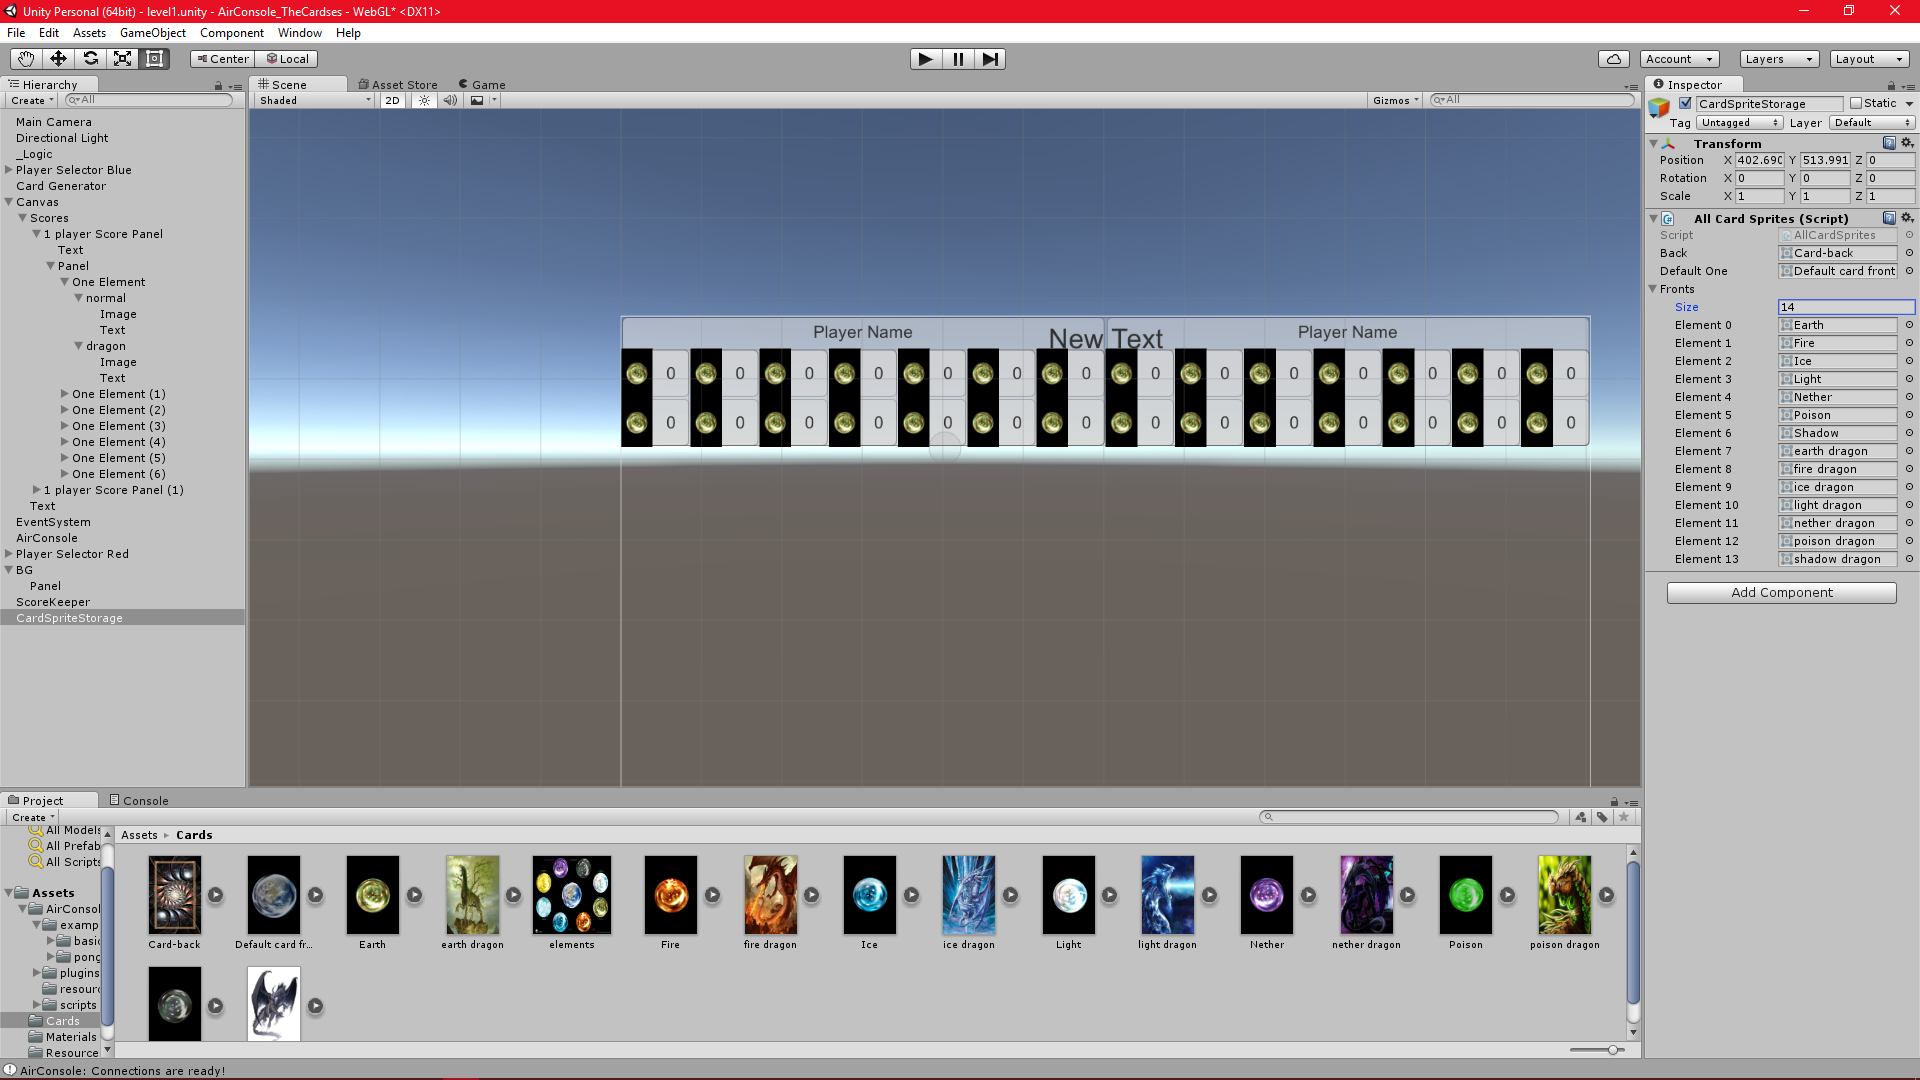 Unity Personal (64bit) - level1.unity - AirConsole_TheCardses - WebGL* <DX11>
File Edit Assets GameObject Component Window Help
Center Local Account Layers Layout
Hierarchy
Create All
Main Camera
Directional Light
_Logic
Player Selector Blue
Card Generator
Canvas
Scores
1 player Score Panel
Text
Panel
One Element
normal
Image
Text
dragon
Image
Text
One Element (1)
One Element (2)
One Element (3)
One Element (4)
One Element (5)
One Element (6)
1 player Score Panel (1)
Text
EventSystem
AirConsole
Player Selector Red
BG
Panel
ScoreKeeper
CardSpriteStorage
Scene Asset Store Game
Shaded 2D Gizmos All
Player Name New Text Player Name
0 0 0 0 0 0 0 0 0 0 0 0 0 0
0 0 0 0 0 0 0 0 0 0 0 0 0 0
Inspector
CardSpriteStorage Static
Tag Untagged Layer Default
Transform
Position X 402.690 Y 513.991 Z 0
Rotation X 0 Y 0 Z 0
Scale X 1 Y 1 Z 1
All Card Sprites (Script)
Script AllCardSprites
Back Card-back
Default One Default card front
Fronts
Size 14
Element 0 Earth
Element 1 Fire
Element 2 Ice
Element 3 Light
Element 4 Nether
Element 5 Poison
Element 6 Shadow
Element 7 earth dragon
Element 8 fire dragon
Element 9 ice dragon
Element 10 light dragon
Element 11 nether dragon
Element 12 poison dragon
Element 13 shadow dragon
Add Component
Project Console
Create
All Models
All Prefab
All Scripts
Assets
AirConsol
examp
basic
pong
plugins
resourc
scripts
Cards
Materials
Resource
Assets Cards
Card-back Default card fr... Earth earth dragon elements Fire fire dragon Ice ice dragon Light light dragon Nether nether dragon Poison poison dragon
AirConsole: Connections are ready!